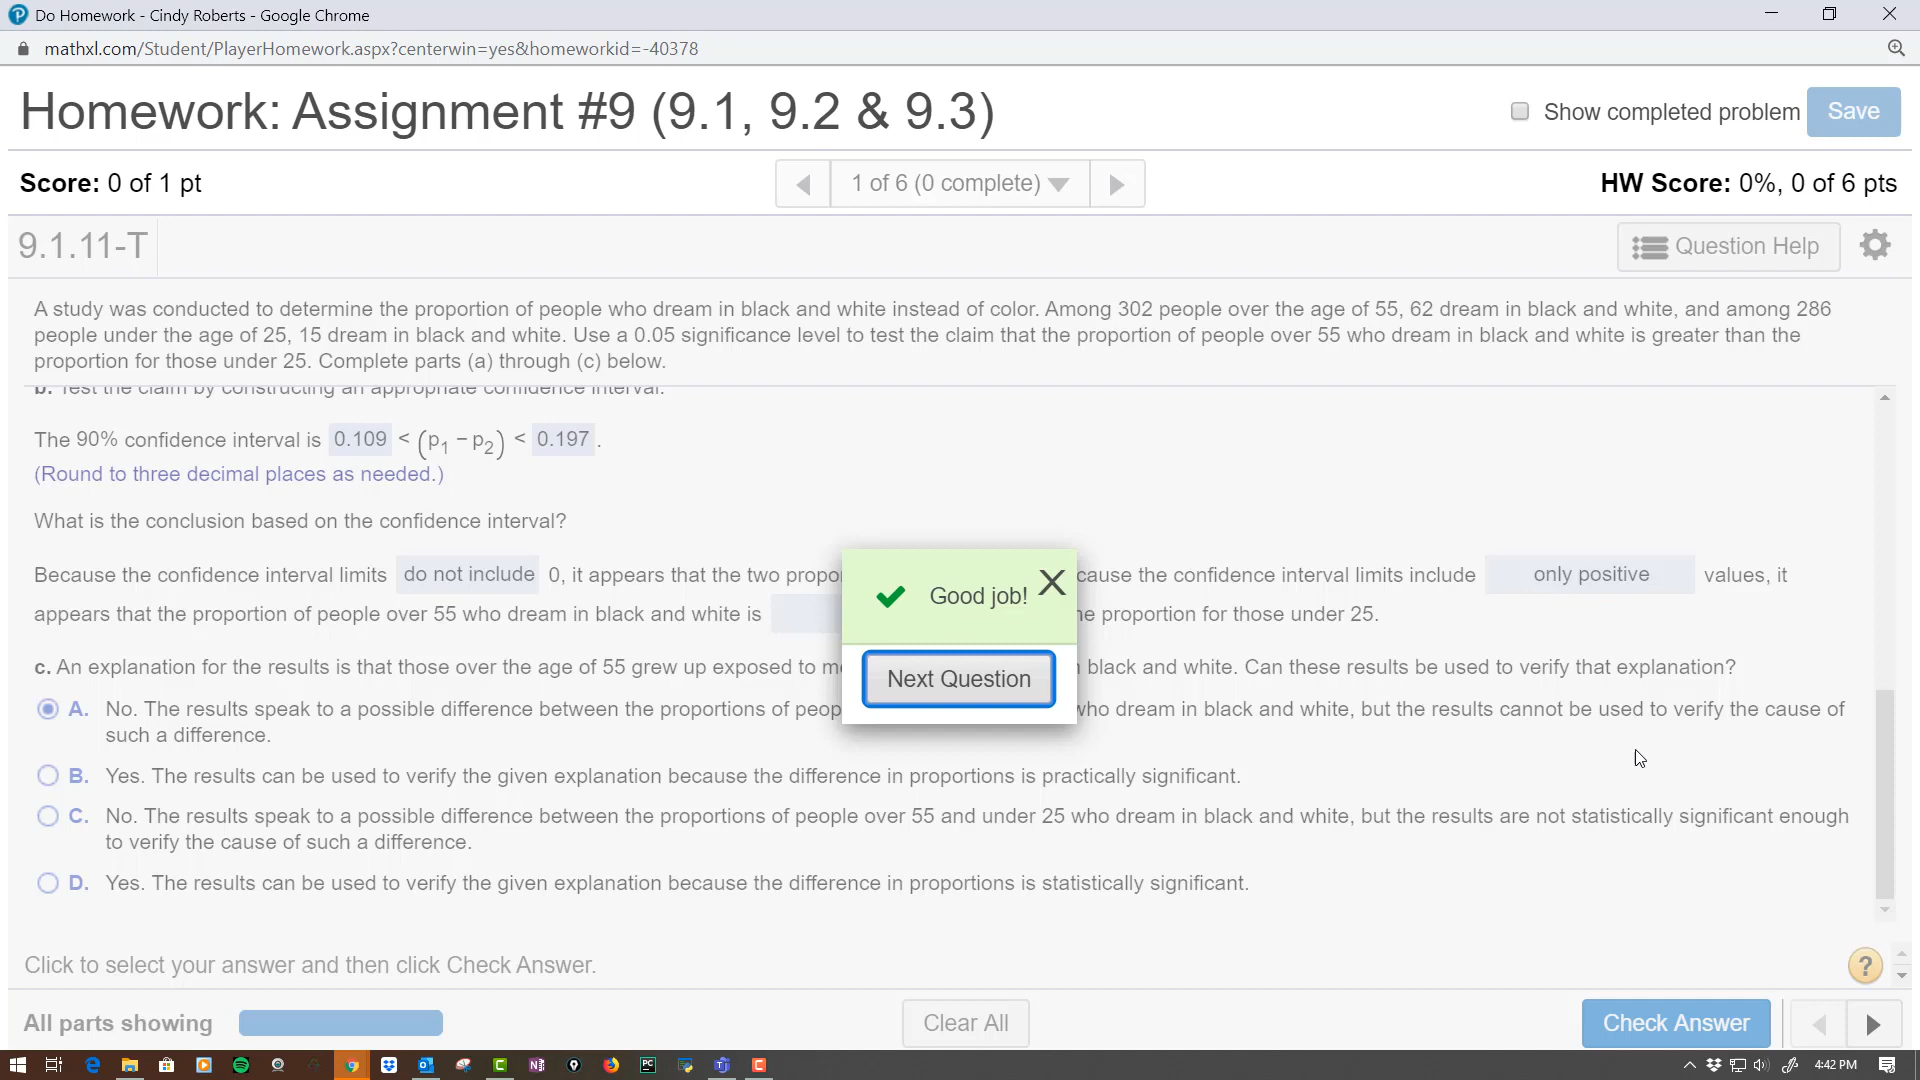 Do Homework - Cindy Roberts - Google Chrome
mathxl.com/Student/PlayerHomework.aspx?centerwin=yes&homeworkid=-40378
Homework: Assignment #9 (9.1, 9.2 & 9.3)
Show completed problem
Save
Score: 0 of 1 pt
1 of 6 (0 complete)
HW Score: 0%, 0 of 6 pts
9.1.11-T
Question Help
A study was conducted to determine the proportion of people who dream in black and white instead of color. Among 302 people over the age of 55, 62 dream in black and white, and among 286
people under the age of 25, 15 dream in black and white. Use a 0.05 significance level to test the claim that the proportion of people over 55 who dream in black and white is greater than the
proportion for those under 25. Complete parts (a) through (c) below.
b. Test the claim by constructing an appropriate confidence interval.
The 90% confidence interval is 0.109 < (p1 − p2) < 0.197 .
(Round to three decimal places as needed.)
What is the conclusion based on the confidence interval?
Because the confidence interval limits do not include 0, it appears that the two propo cause the confidence interval limits include only positive values, it
appears that the proportion of people over 55 who dream in black and white is he proportion for those under 25.
Good job!
Next Question
c. An explanation for the results is that those over the age of 55 grew up exposed to m black and white. Can these results be used to verify that explanation?
A. No. The results speak to a possible difference between the proportions of peop who dream in black and white, but the results cannot be used to verify the cause of
such a difference.
B. Yes. The results can be used to verify the given explanation because the difference in proportions is practically significant.
C. No. The results speak to a possible difference between the proportions of people over 55 and under 25 who dream in black and white, but the results are not statistically significant enough
to verify the cause of such a difference.
D. Yes. The results can be used to verify the given explanation because the difference in proportions is statistically significant.
Click to select your answer and then click Check Answer.
?
All parts showing
Clear All
Check Answer
4:42 PM